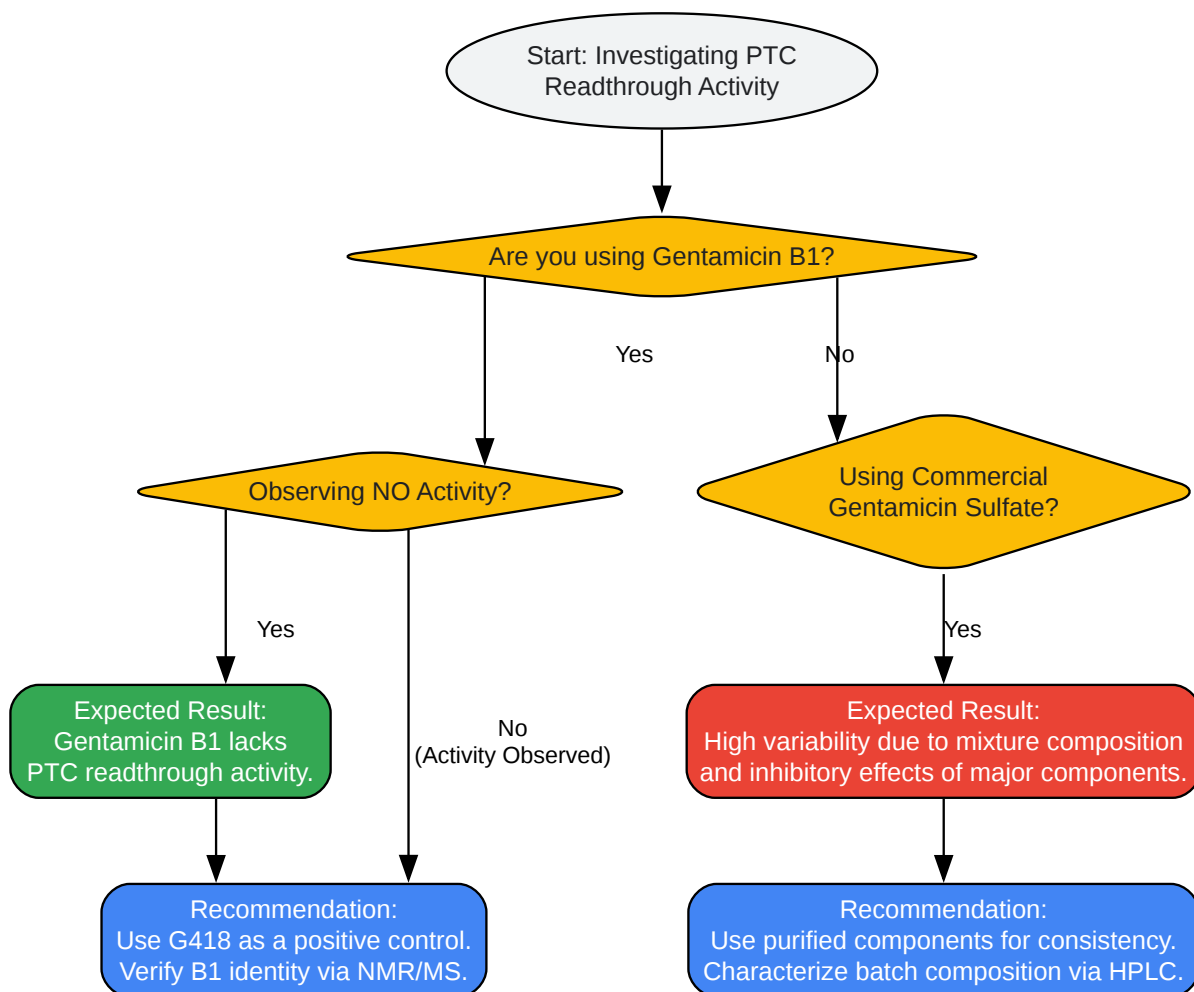 Start: Investigating PTC
Readthrough Activity
Are you using Gentamicin B1?
Yes
No
Observing NO Activity?
Using Commercial
Gentamicin Sulfate?
Yes
Yes
Expected Result:
Gentamicin B1 lacks
PTC readthrough activity.
No
(Activity Observed)
Expected Result:
High variability due to mixture composition
and inhibitory effects of major components.
Recommendation:
Use G418 as a positive control.
Verify B1 identity via NMR/MS.
Recommendation:
Use purified components for consistency.
Characterize batch composition via HPLC.